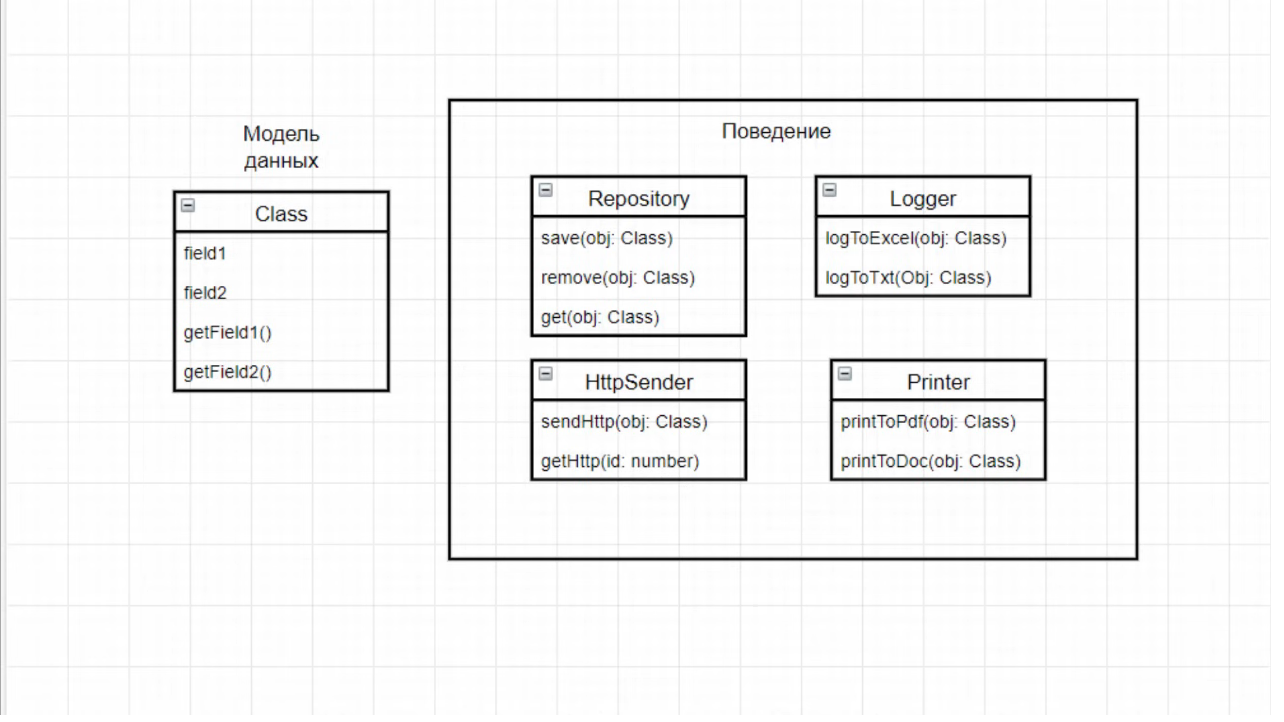 Модель
данных
Class
field1
field2
getField1()
getField2()
Поведение
Repository
save(obj: Class)
remove(obj: Class)
get(obj: Class)
Logger
logToExcel(obj: Class)
logToTxt(Obj: Class)
HttpSender
sendHttp(obj: Class)
getHttp(id: number)
Printer
printToPdf(obj: Class)
printToDoc(obj: Class)